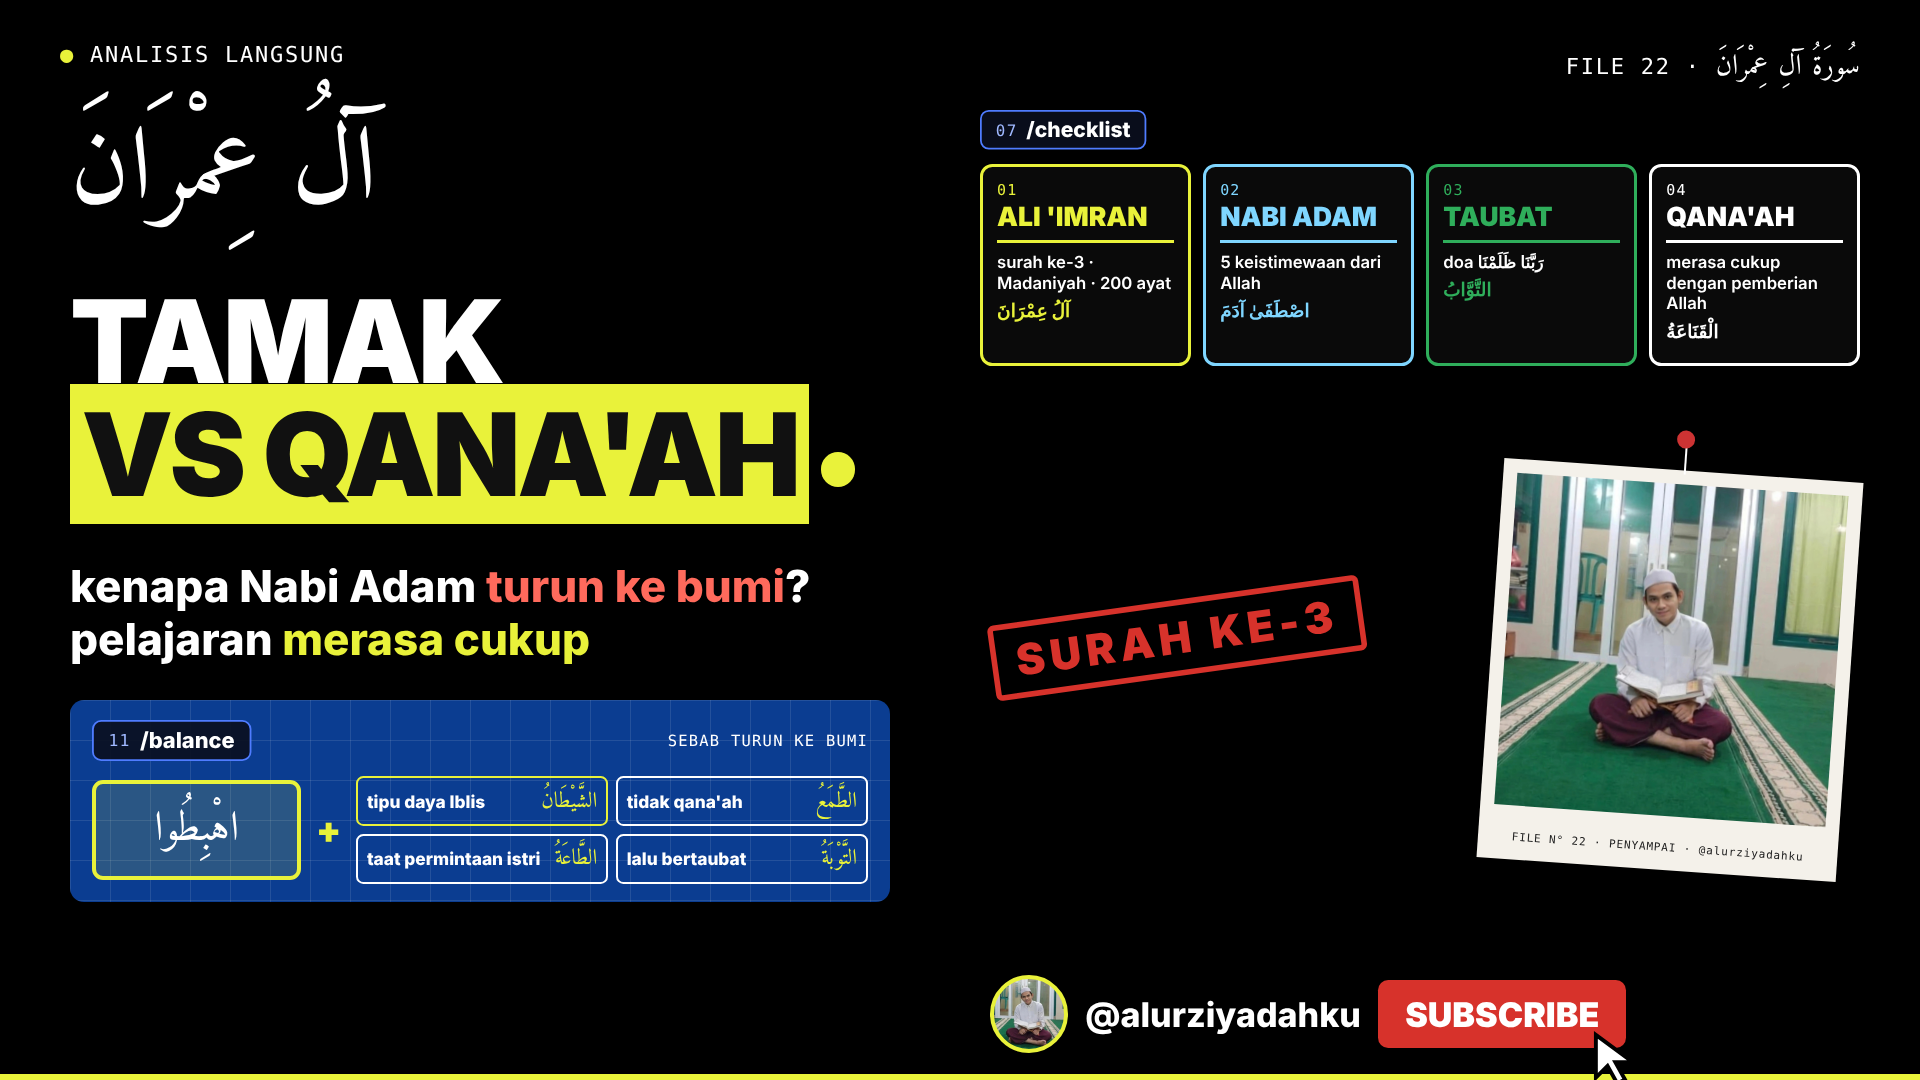 ANALISIS LANGSUNG
آلُ عِمْرَانَ
TAMAK
VS QANA'AH
kenapa Nabi Adam turun ke bumi?
pelajaran merasa cukup
11 /balance
SEBAB TURUN KE BUMI
اهْبِطُوا
+
tipu daya Iblis الشَّيْطَانُ
tidak qana'ah الطَّمَعُ
taat permintaan istri الطَّاعَةُ
lalu bertaubat التَّوْبَةُ
FILE 22 · سُورَةُ آلِ عِمْرَانَ
07 /checklist
01
ALI 'IMRAN
surah ke-3 ·
Madaniyah · 200 ayat
آلُ عِمْرَانَ
02
NABI ADAM
5 keistimewaan dari
Allah
اصْطَفَىٰ آدَمَ
03
TAUBAT
doa رَبَّنَا ظَلَمْنَا
التَّوَّابُ
04
QANA'AH
merasa cukup
dengan pemberian
Allah
الْقَنَاعَةُ
SURAH KE-3
FILE N° 22 · PENYAMPAI · @alurziyadahku
@alurziyadahku
SUBSCRIBE